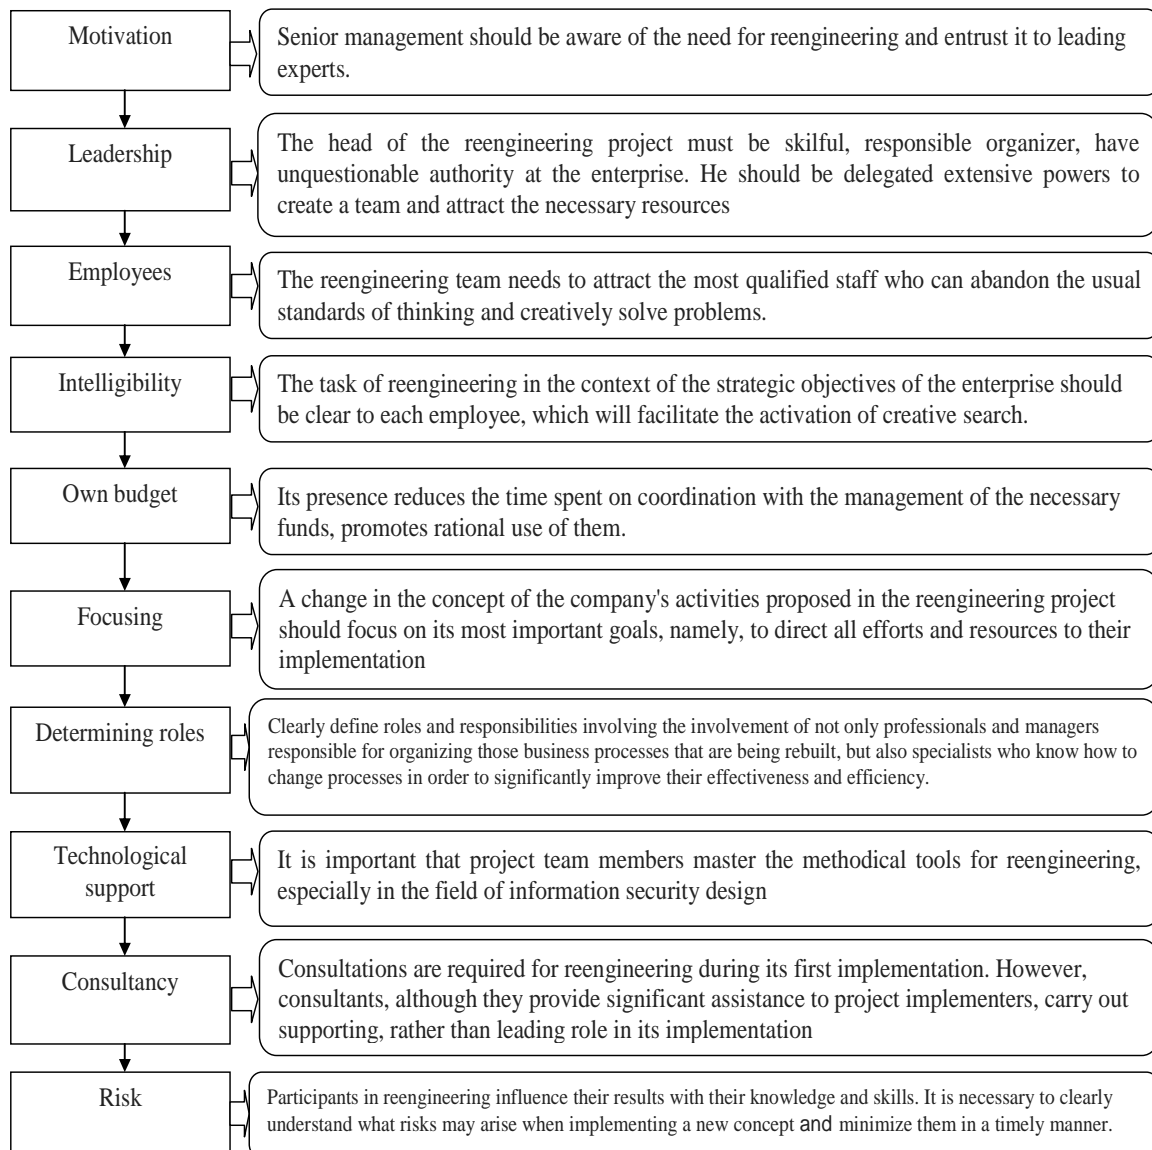 Motivation
Senior management should be aware of the need for reengineering and entrust it to leading
experts.
Leadership
The head of the reengineering project must be skilful, responsible organizer, have
unquestionable authority at the enterprise. He should be delegated extensive powers to
create a team and attract the necessary resources
Employees
The reengineering team needs to attract the most qualified staff who can abandon the usual
standards of thinking and creatively solve problems.
Intelligibility
The task of reengineering in the context of the strategic objectives of the enterprise should
be clear to each employee, which will facilitate the activation of creative search.
Own budget
Its presence reduces the time spent on coordination with the management of the necessary
funds, promotes rational use of them.
Focusing
A change in the concept of the company's activities proposed in the reengineering project
should focus on its most important goals, namely, to direct all efforts and resources to their
implementation
Determining roles
Clearly define roles and responsibilities involving the involvement of not only professionals and managers
responsible for organizing those business processes that are being rebuilt, but also specialists who know how to
change processes in order to significantly improve their effectiveness and efficiency.
Technological
support
It is important that project team members master the methodical tools for reengineering,
especially in the field of information security design
Consultancy
Consultations are required for reengineering during its first implementation. However,
consultants, although they provide significant assistance to project implementers, carry out
supporting, rather than leading role in its implementation
Risk
Participants in reengineering influence their results with their knowledge and skills. It is necessary to clearly
understand what risks may arise when implementing a new concept and minimize them in a timely manner.